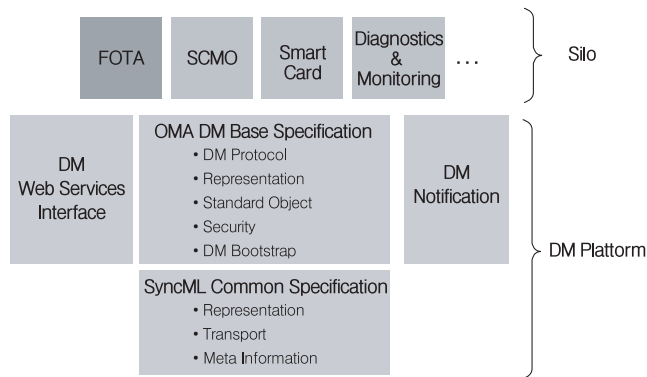 FOTA
SCMO
Smart
Card
Diagnostics
&
Monitoring
...
Silo
DM
Web Services
Interface
OMA DM Base Specification
• DM Protocol
• Representation
• Standard Object
• Security
• DM Bootstrap
DM
Notification
DM Plattorm
SyncML Common Specification
• Representation
• Transport
• Meta Information